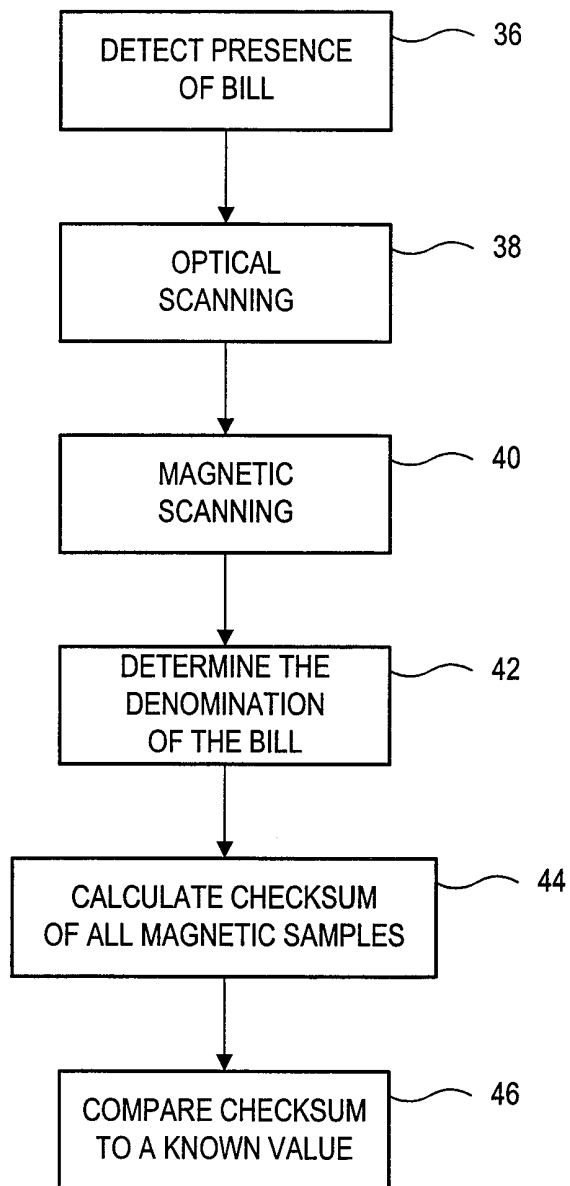 DETECT PRESENCE
OF BILL
36
OPTICAL
SCANNING
38
MAGNETIC
SCANNING
40
DETERMINE THE
DENOMINATION
OF THE BILL
42
CALCULATE CHECKSUM
OF ALL MAGNETIC SAMPLES
44
COMPARE CHECKSUM
TO A KNOWN VALUE
46